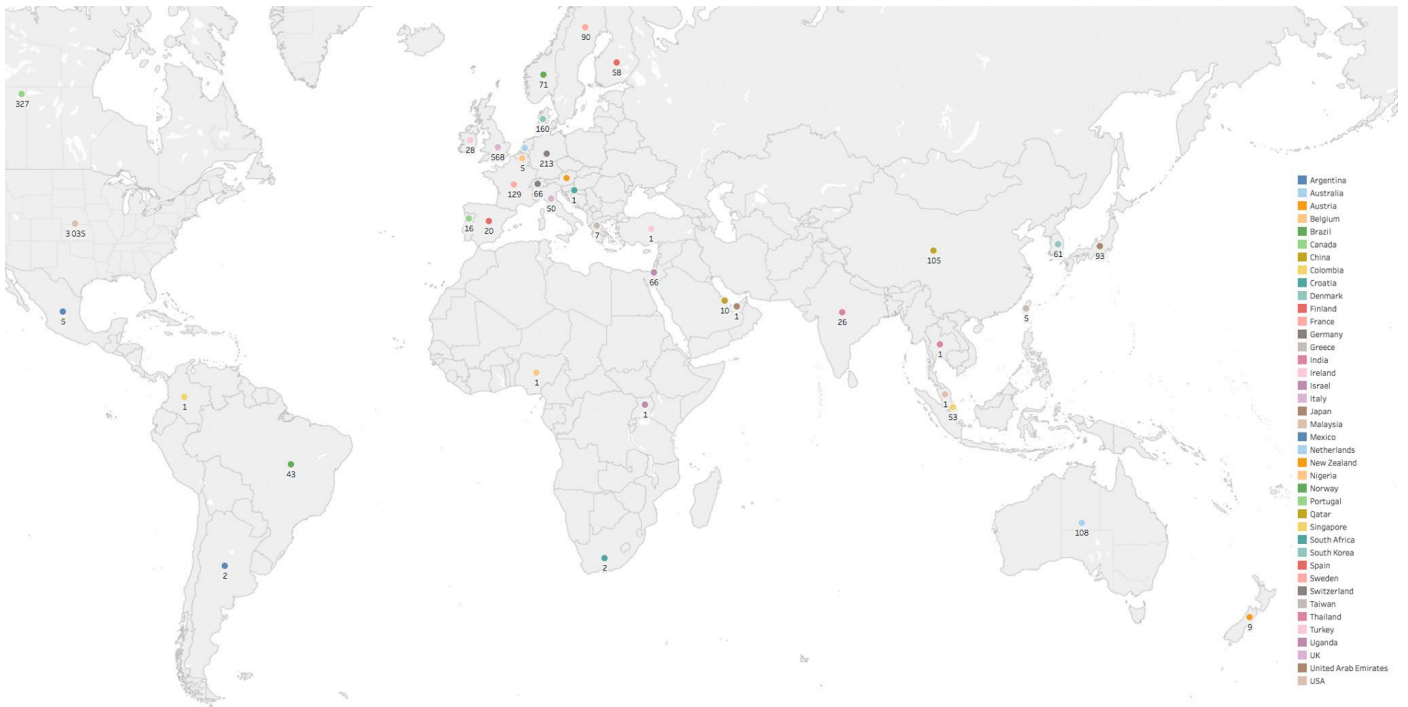 90
58
71
327
160
28
568
213
5
129
66
1
50
16
20
7
1
3 035
105
61
93
66
10
1
5
26
5
1
1
1
1
1
53
43
108
2
2
9
Argentina
Australia
Austria
Belgium
Brazil
Canada
China
Colombia
Croatia
Denmark
Finland
France
Germany
Greece
India
Ireland
Israel
Italy
Japan
Malaysia
Mexico
Netherlands
New Zealand
Nigeria
Norway
Portugal
Qatar
Singapore
South Africa
South Korea
Spain
Sweden
Switzerland
Taiwan
Thailand
Turkey
Uganda
UK
United Arab Emirates
USA